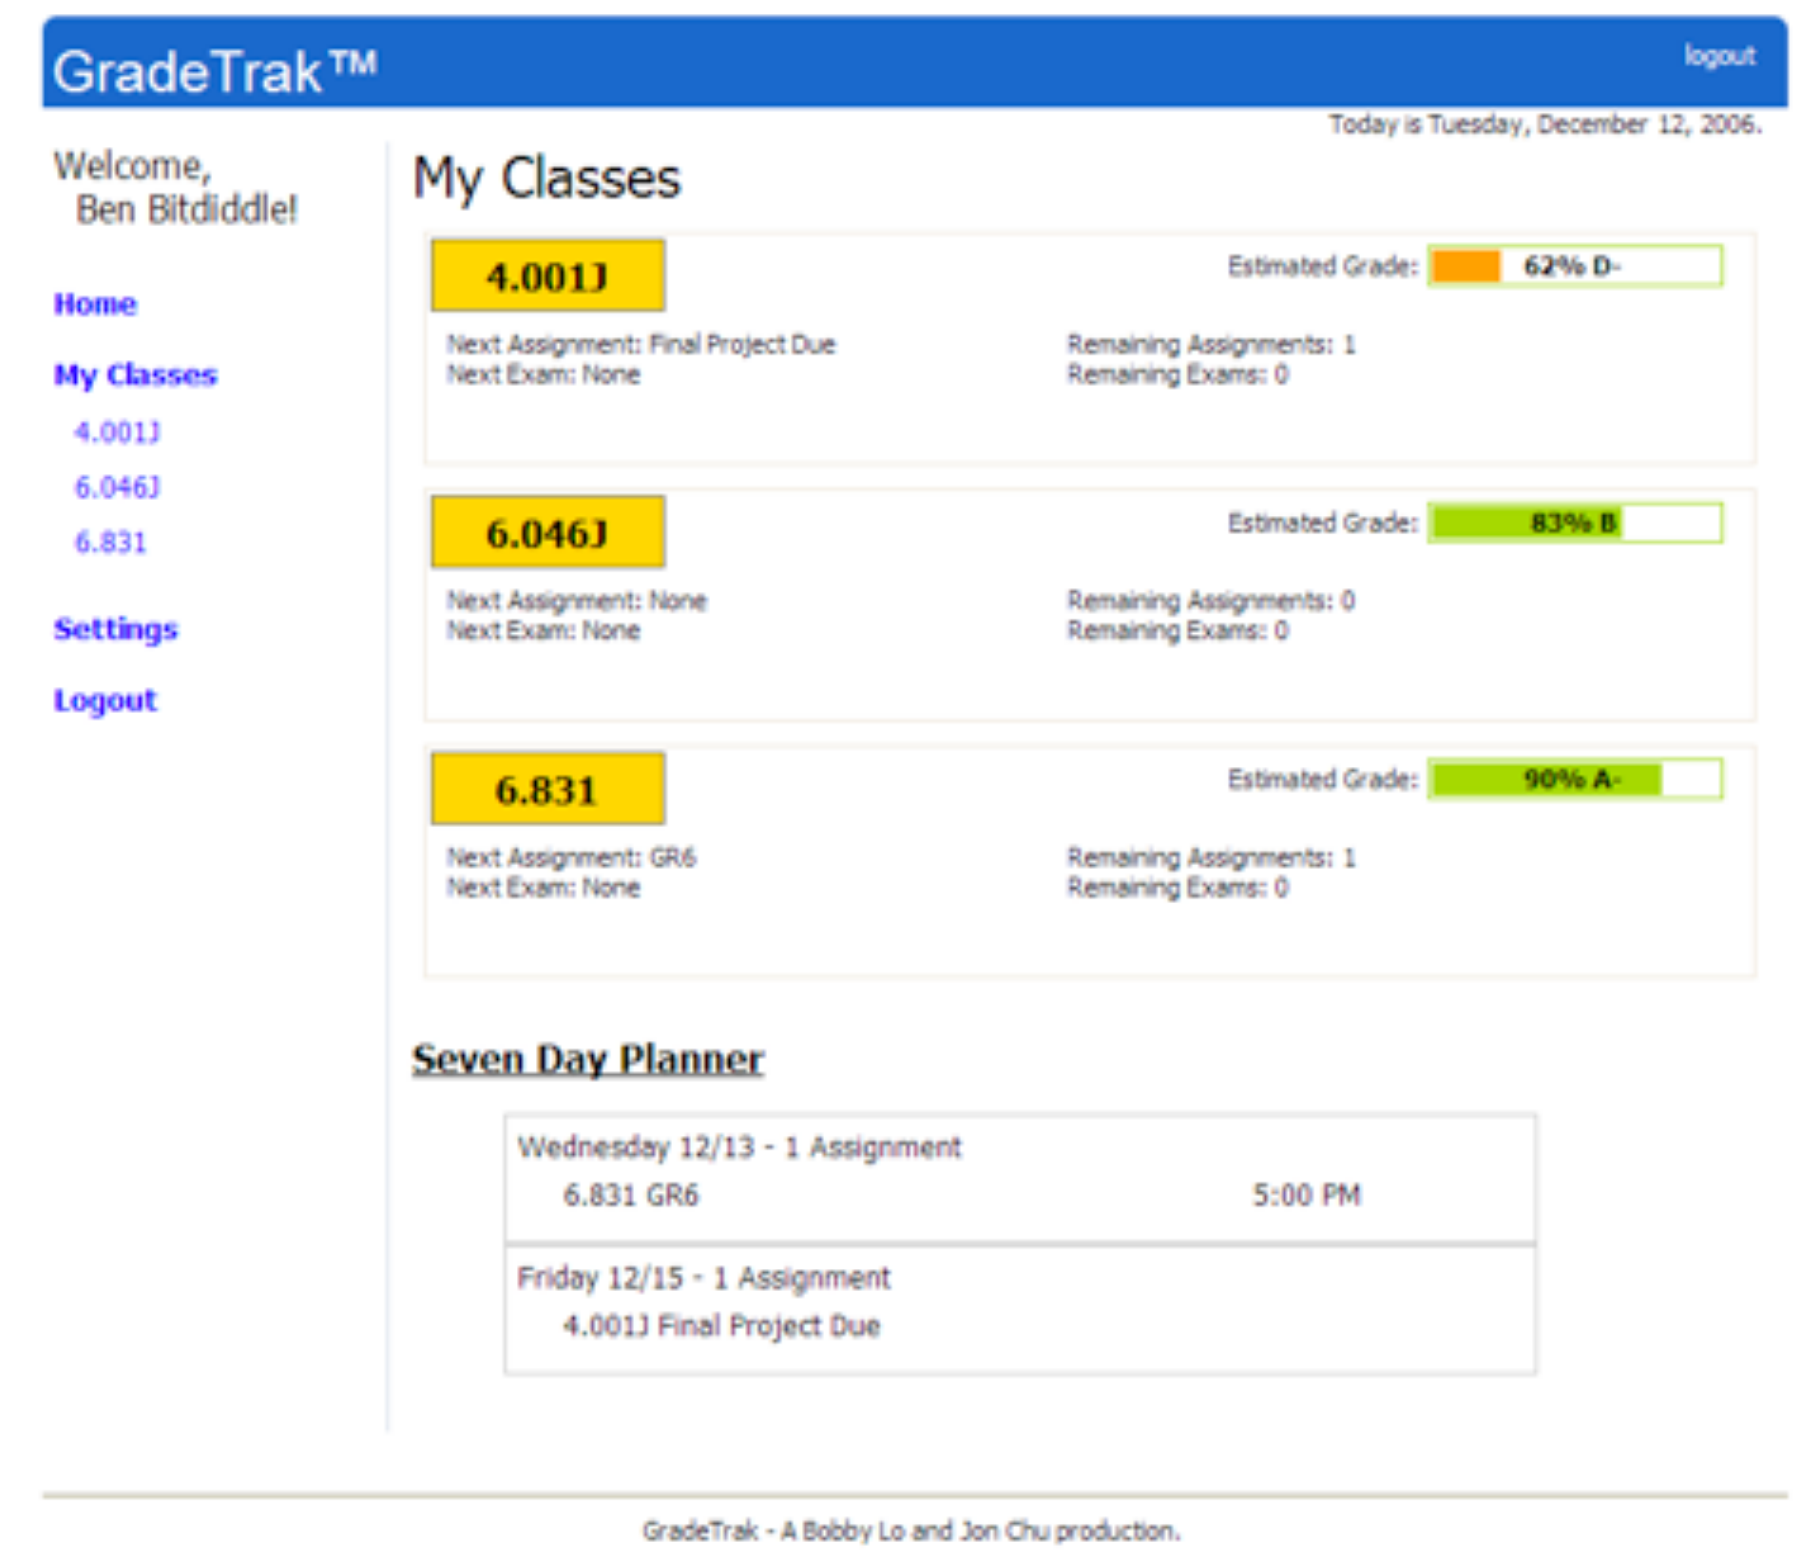 GradeTrak™
logout
Today is Tuesday, December 12, 2006.
Welcome,
Ben Bitdiddle!
Home
My Classes
4.001J
6.046J
6.831
Settings
Logout
My Classes
4.001J
Estimated Grade: 62% D-
Next Assignment: Final Project Due
Remaining Assignments: 1
Next Exam: None
Remaining Exams: 0
6.046J
Estimated Grade: 83% B
Next Assignment: None
Remaining Assignments: 0
Next Exam: None
Remaining Exams: 0
6.831
Estimated Grade: 90% A-
Next Assignment: GR6
Remaining Assignments: 1
Next Exam: None
Remaining Exams: 0
Seven Day Planner
Wednesday 12/13 - 1 Assignment
6.831 GR6 5:00 PM
Friday 12/15 - 1 Assignment
4.001J Final Project Due
GradeTrak - A Bobby Lo and Jon Chu production.